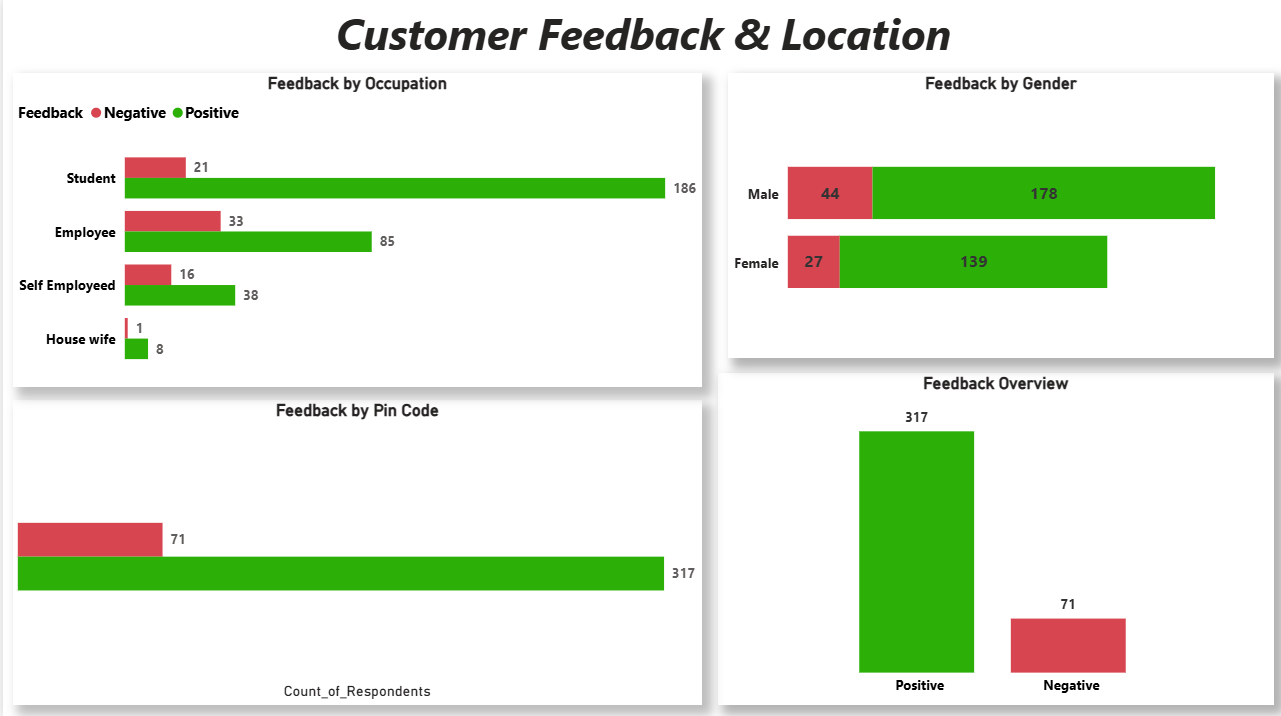 Customer Feedback & Location
Feedback by Occupation
Feedback Negative Positive
Student
21
186
Employee
33
85
Self Employeed
16
38
House wife
1
8
Feedback by Gender
Male
44
178
Female
27
139
Feedback by Pin Code
71
317
Count_of_Respondents
Feedback Overview
317
71
Positive
Negative